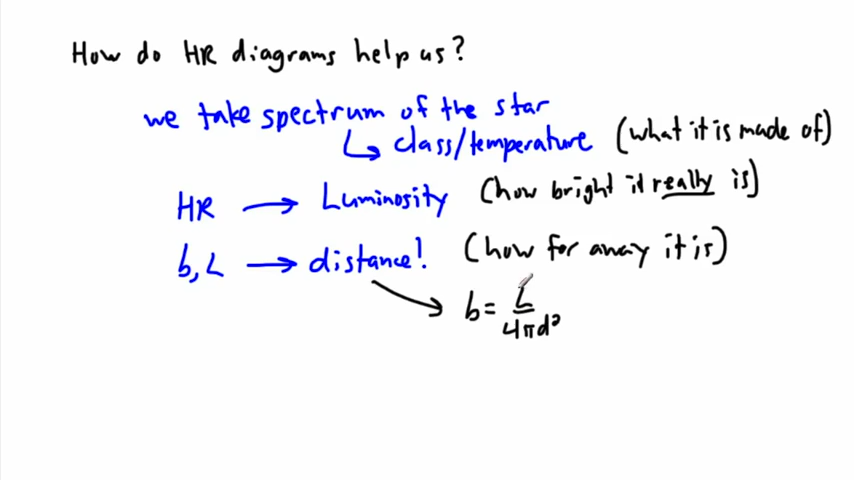 How do HR diagrams help us?
we take spectrum of the star
↳ class/temperature (what it is made of)
HR → Luminosity (how bright it really is)
b, L → distance! (how far away it is)
b = L / 4πd²